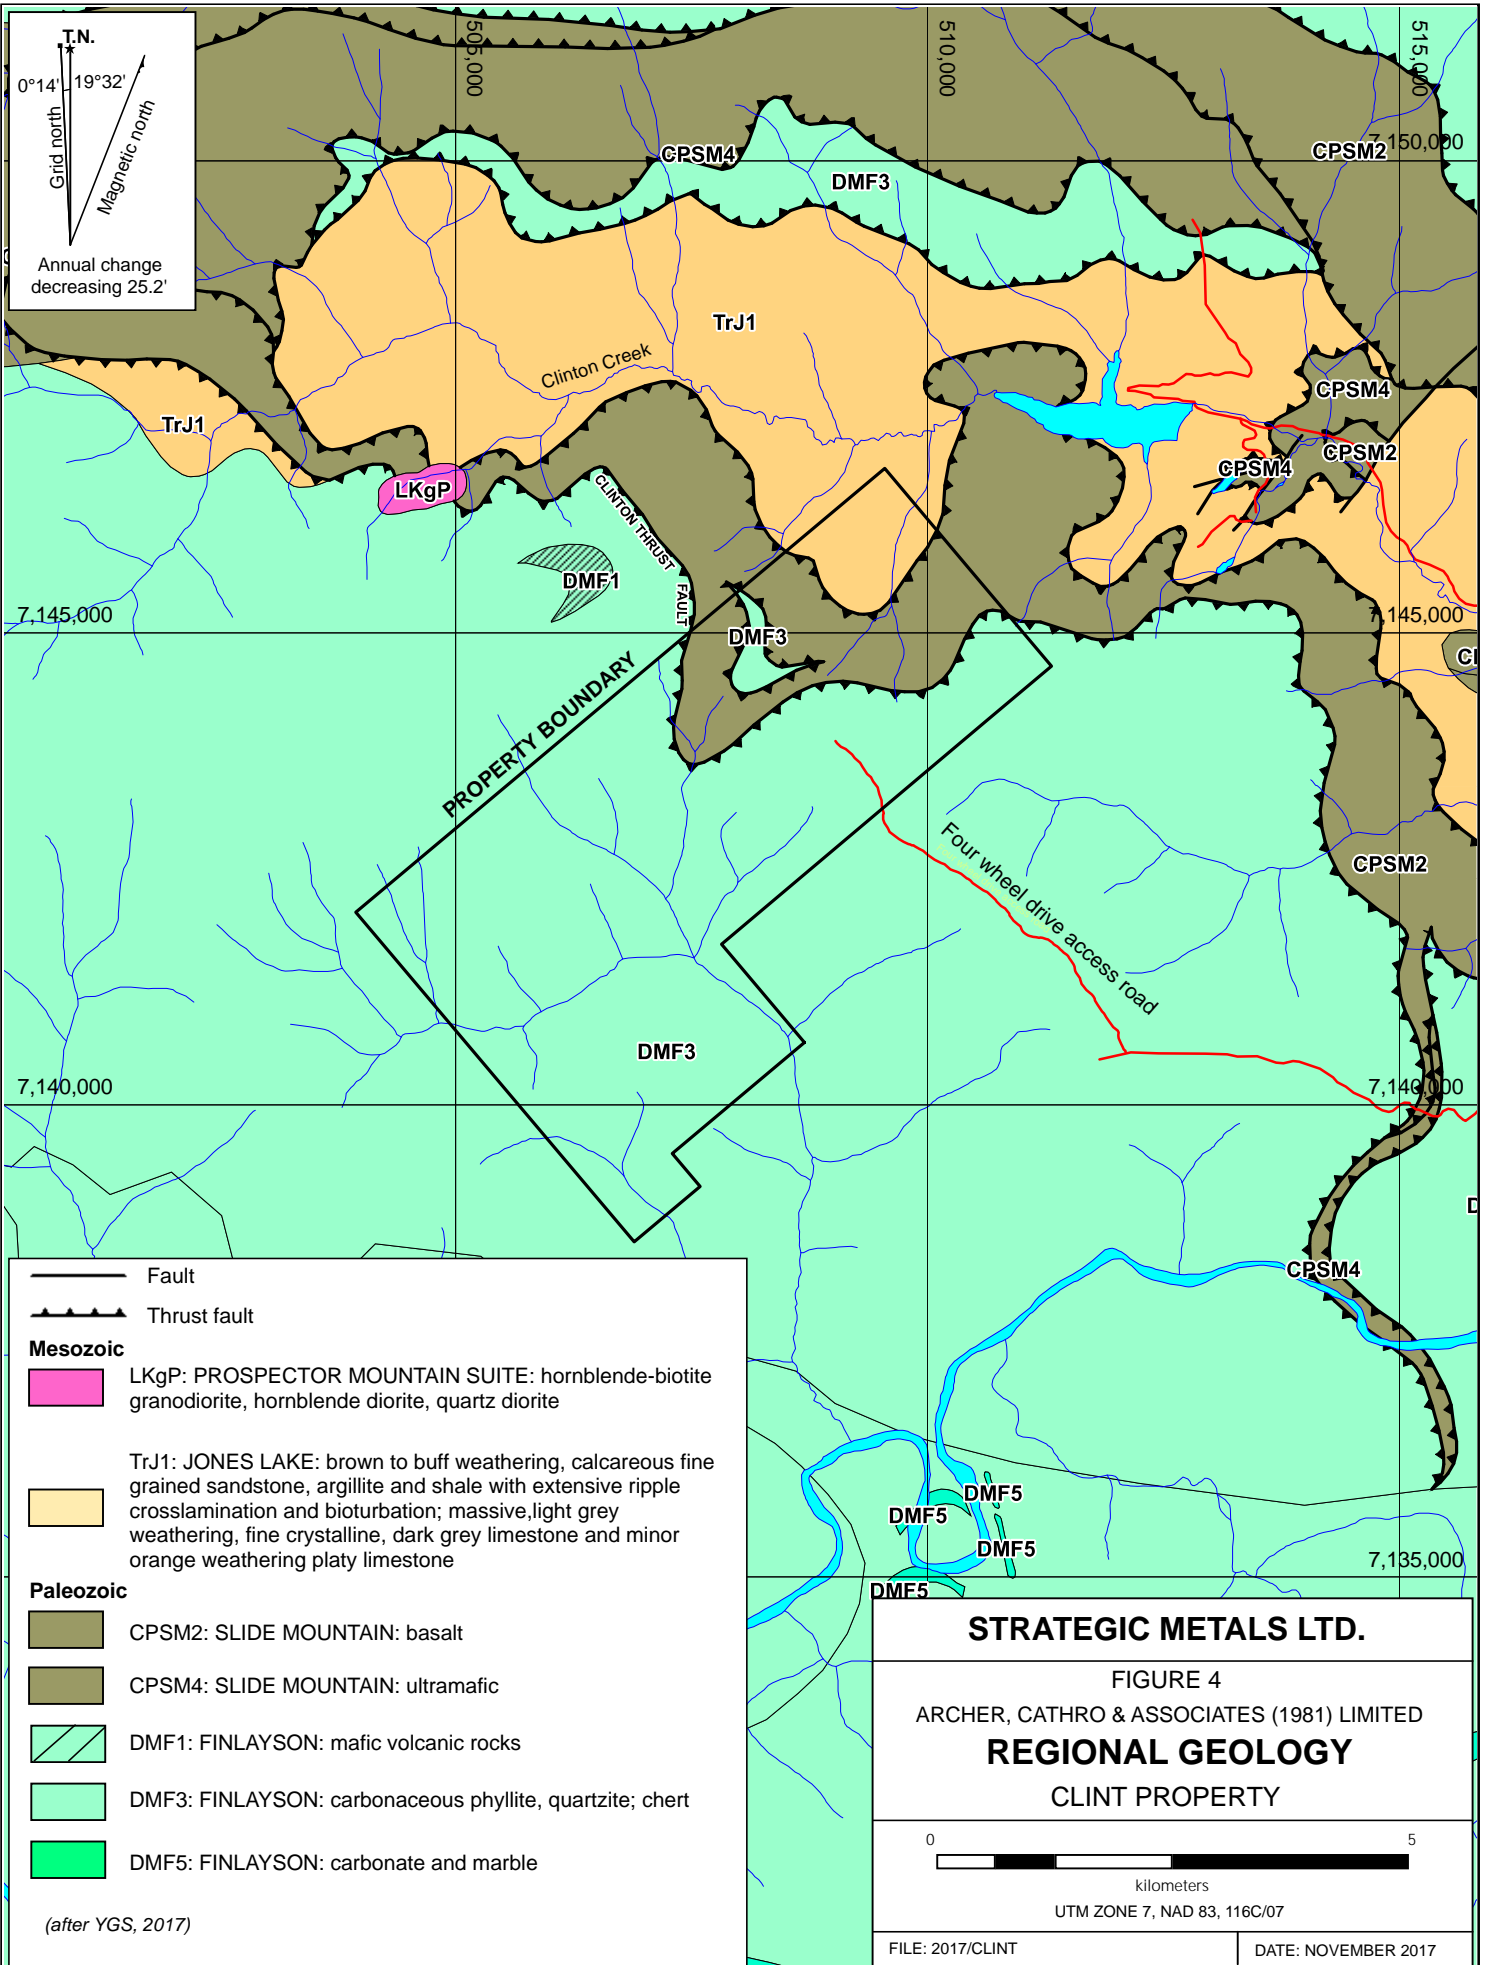 T.N.
0°14'
19°32'
Grid north
Magnetic north
Annual change
decreasing 25.2'
505,000
510,000
515,000
7,150,000
CPSM4
CPSM2
DMF3
TrJ1
Clinton Creek
CPSM4
TrJ1
CPSM2
CPSM4
LKgP
CLINTON THRUST
FAULT
DMF1
7,145,000
7,145,000
DMF3
PROPERTY BOUNDARY
Four wheel drive access road
CPSM2
DMF3
7,140,000
7,140,000
CPSM4
DMF5
DMF5
DMF5
DMF5
7,135,000
Fault
Thrust fault
Mesozoic
LKgP: PROSPECTOR MOUNTAIN SUITE: hornblende-biotite
granodiorite, hornblende diorite, quartz diorite
TrJ1: JONES LAKE: brown to buff weathering, calcareous fine
grained sandstone, argillite and shale with extensive ripple
crosslamination and bioturbation; massive,light grey
weathering, fine crystalline, dark grey limestone and minor
orange weathering platy limestone
Paleozoic
CPSM2: SLIDE MOUNTAIN: basalt
CPSM4: SLIDE MOUNTAIN: ultramafic
DMF1: FINLAYSON: mafic volcanic rocks
DMF3: FINLAYSON: carbonaceous phyllite, quartzite; chert
DMF5: FINLAYSON: carbonate and marble
(after YGS, 2017)
STRATEGIC METALS LTD.
FIGURE 4
ARCHER, CATHRO & ASSOCIATES (1981) LIMITED
REGIONAL GEOLOGY
CLINT PROPERTY
0 5
kilometers
UTM ZONE 7, NAD 83, 116C/07
FILE: 2017/CLINT
DATE: NOVEMBER 2017